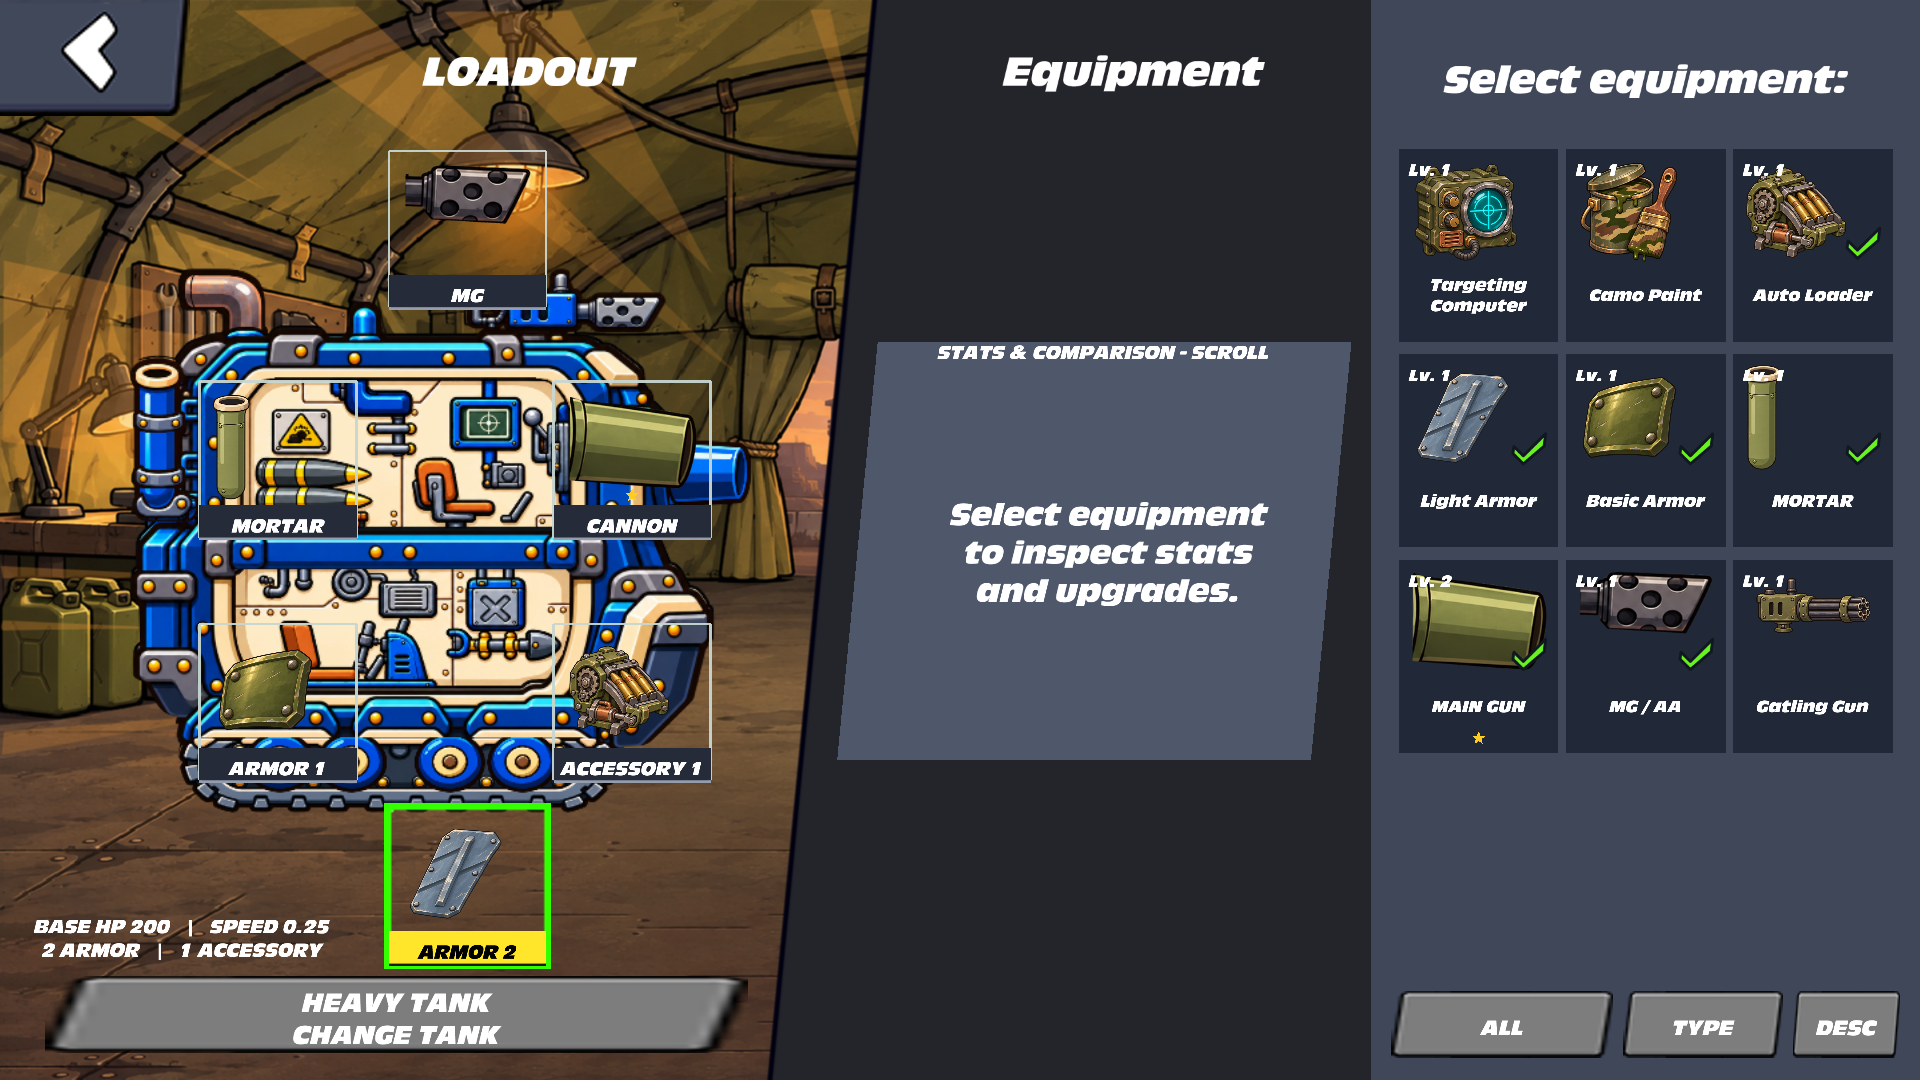 LOADOUT
MG
MORTAR
CANNON
ARMOR 1
ACCESSORY 1
ARMOR 2
BASE HP 200 | SPEED 0.25
2 ARMOR | 1 ACCESSORY
HEAVY TANK
CHANGE TANK
Equipment
STATS & COMPARISON - SCROLL
Select equipment
to inspect stats
and upgrades.
Select equipment:
Lv. 1
Targeting
Computer
Lv. 1
Camo Paint
Lv. 1
Auto Loader
Lv. 1
Light Armor
Lv. 1
Basic Armor
Lv. 1
MORTAR
Lv. 2
MAIN GUN
Lv. 1
MG / AA
Lv. 1
Gatling Gun
ALL
TYPE
DESC